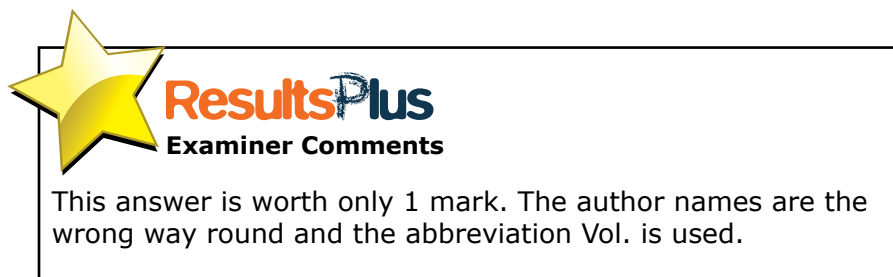 ResultsPlus
Examiner Comments
This answer is worth only 1 mark. The author names are the
wrong way round and the abbreviation Vol. is used.